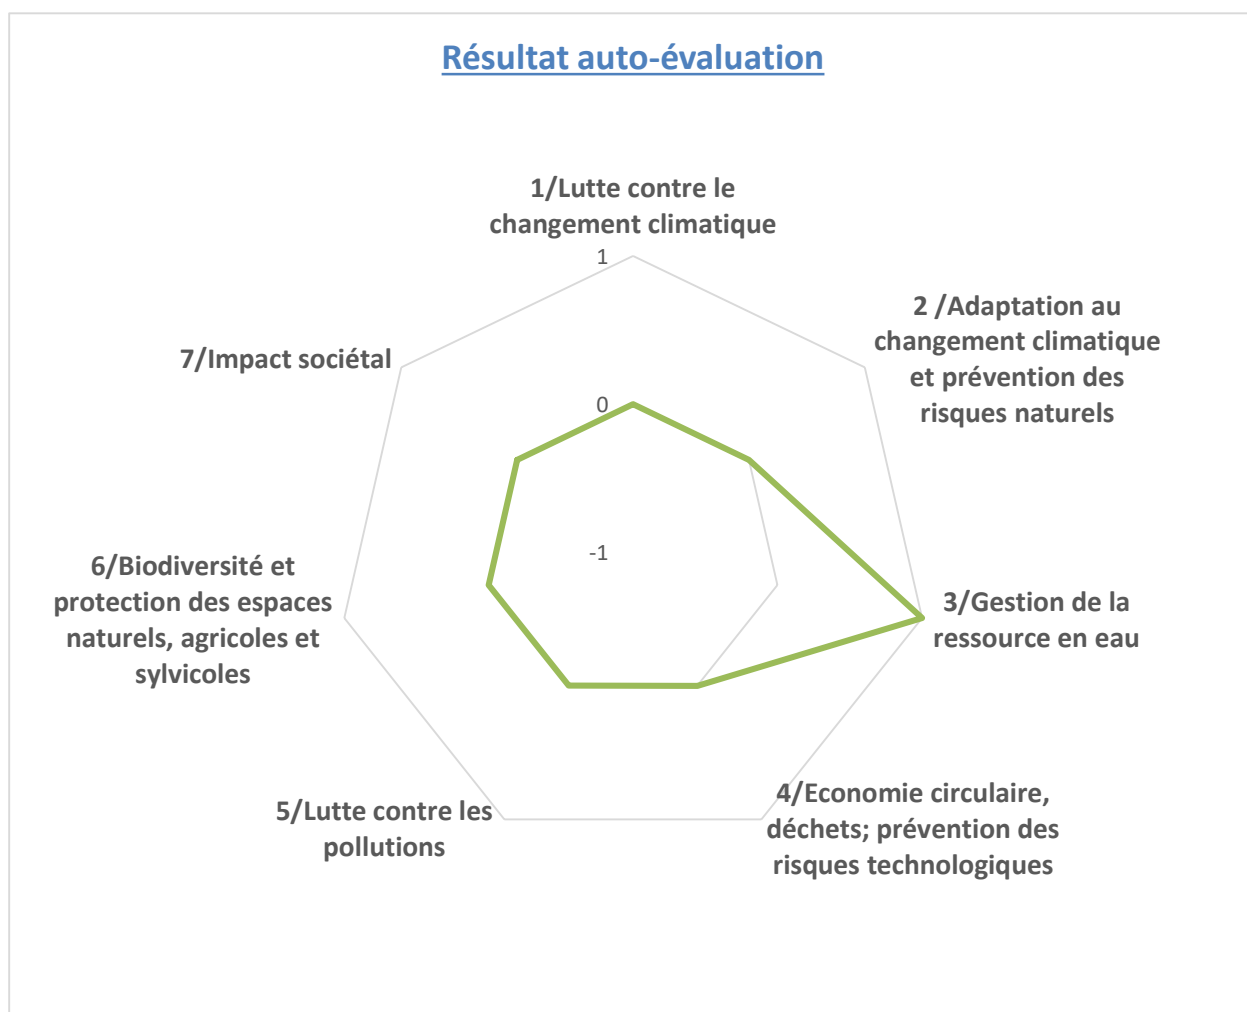 Résultat auto-évaluation
1/Lutte contre le
changement climatique
1
2 /Adaptation au
changement climatique
et prévention des
risques naturels
7/Impact sociétal
0
-1
6/Biodiversité et
protection des espaces
naturels, agricoles et
sylvicoles
3/Gestion de la
ressource en eau
5/Lutte contre les
pollutions
4/Economie circulaire,
déchets; prévention des
risques technologiques